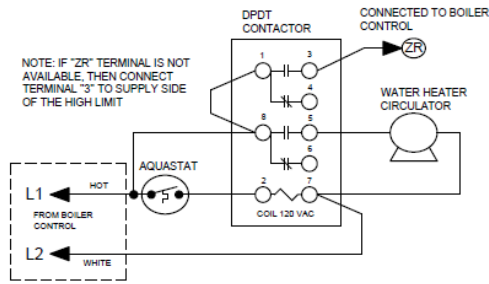 DPDT
CONTACTOR
CONNECTED TO BOILER
CONTROL
ZR
NOTE: IF "ZR" TERMINAL IS NOT
AVAILABLE, THEN CONNECT
TERMINAL "3" TO SUPPLY SIDE
OF THE HIGH LIMIT
1
3
4
WATER HEATER
CIRCULATOR
8
5
6
AQUASTAT
2
7
COIL 120 VAC
L1
HOT
FROM BOILER
CONTROL
L2
WHITE